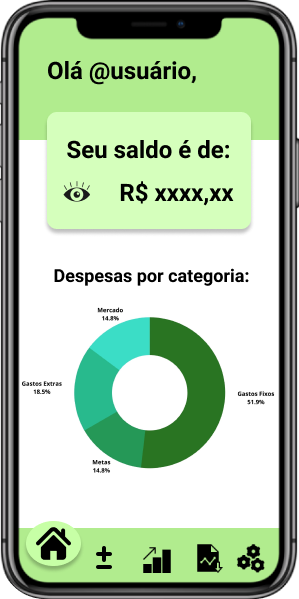 Olá @usuário,
Seu saldo é de:
R$ xxxx,xx
Despesas por categoria:
Mercado
14.8%
Gastos Extras
18.5%
Gastos Fixos
51.9%
Metas
14.8%